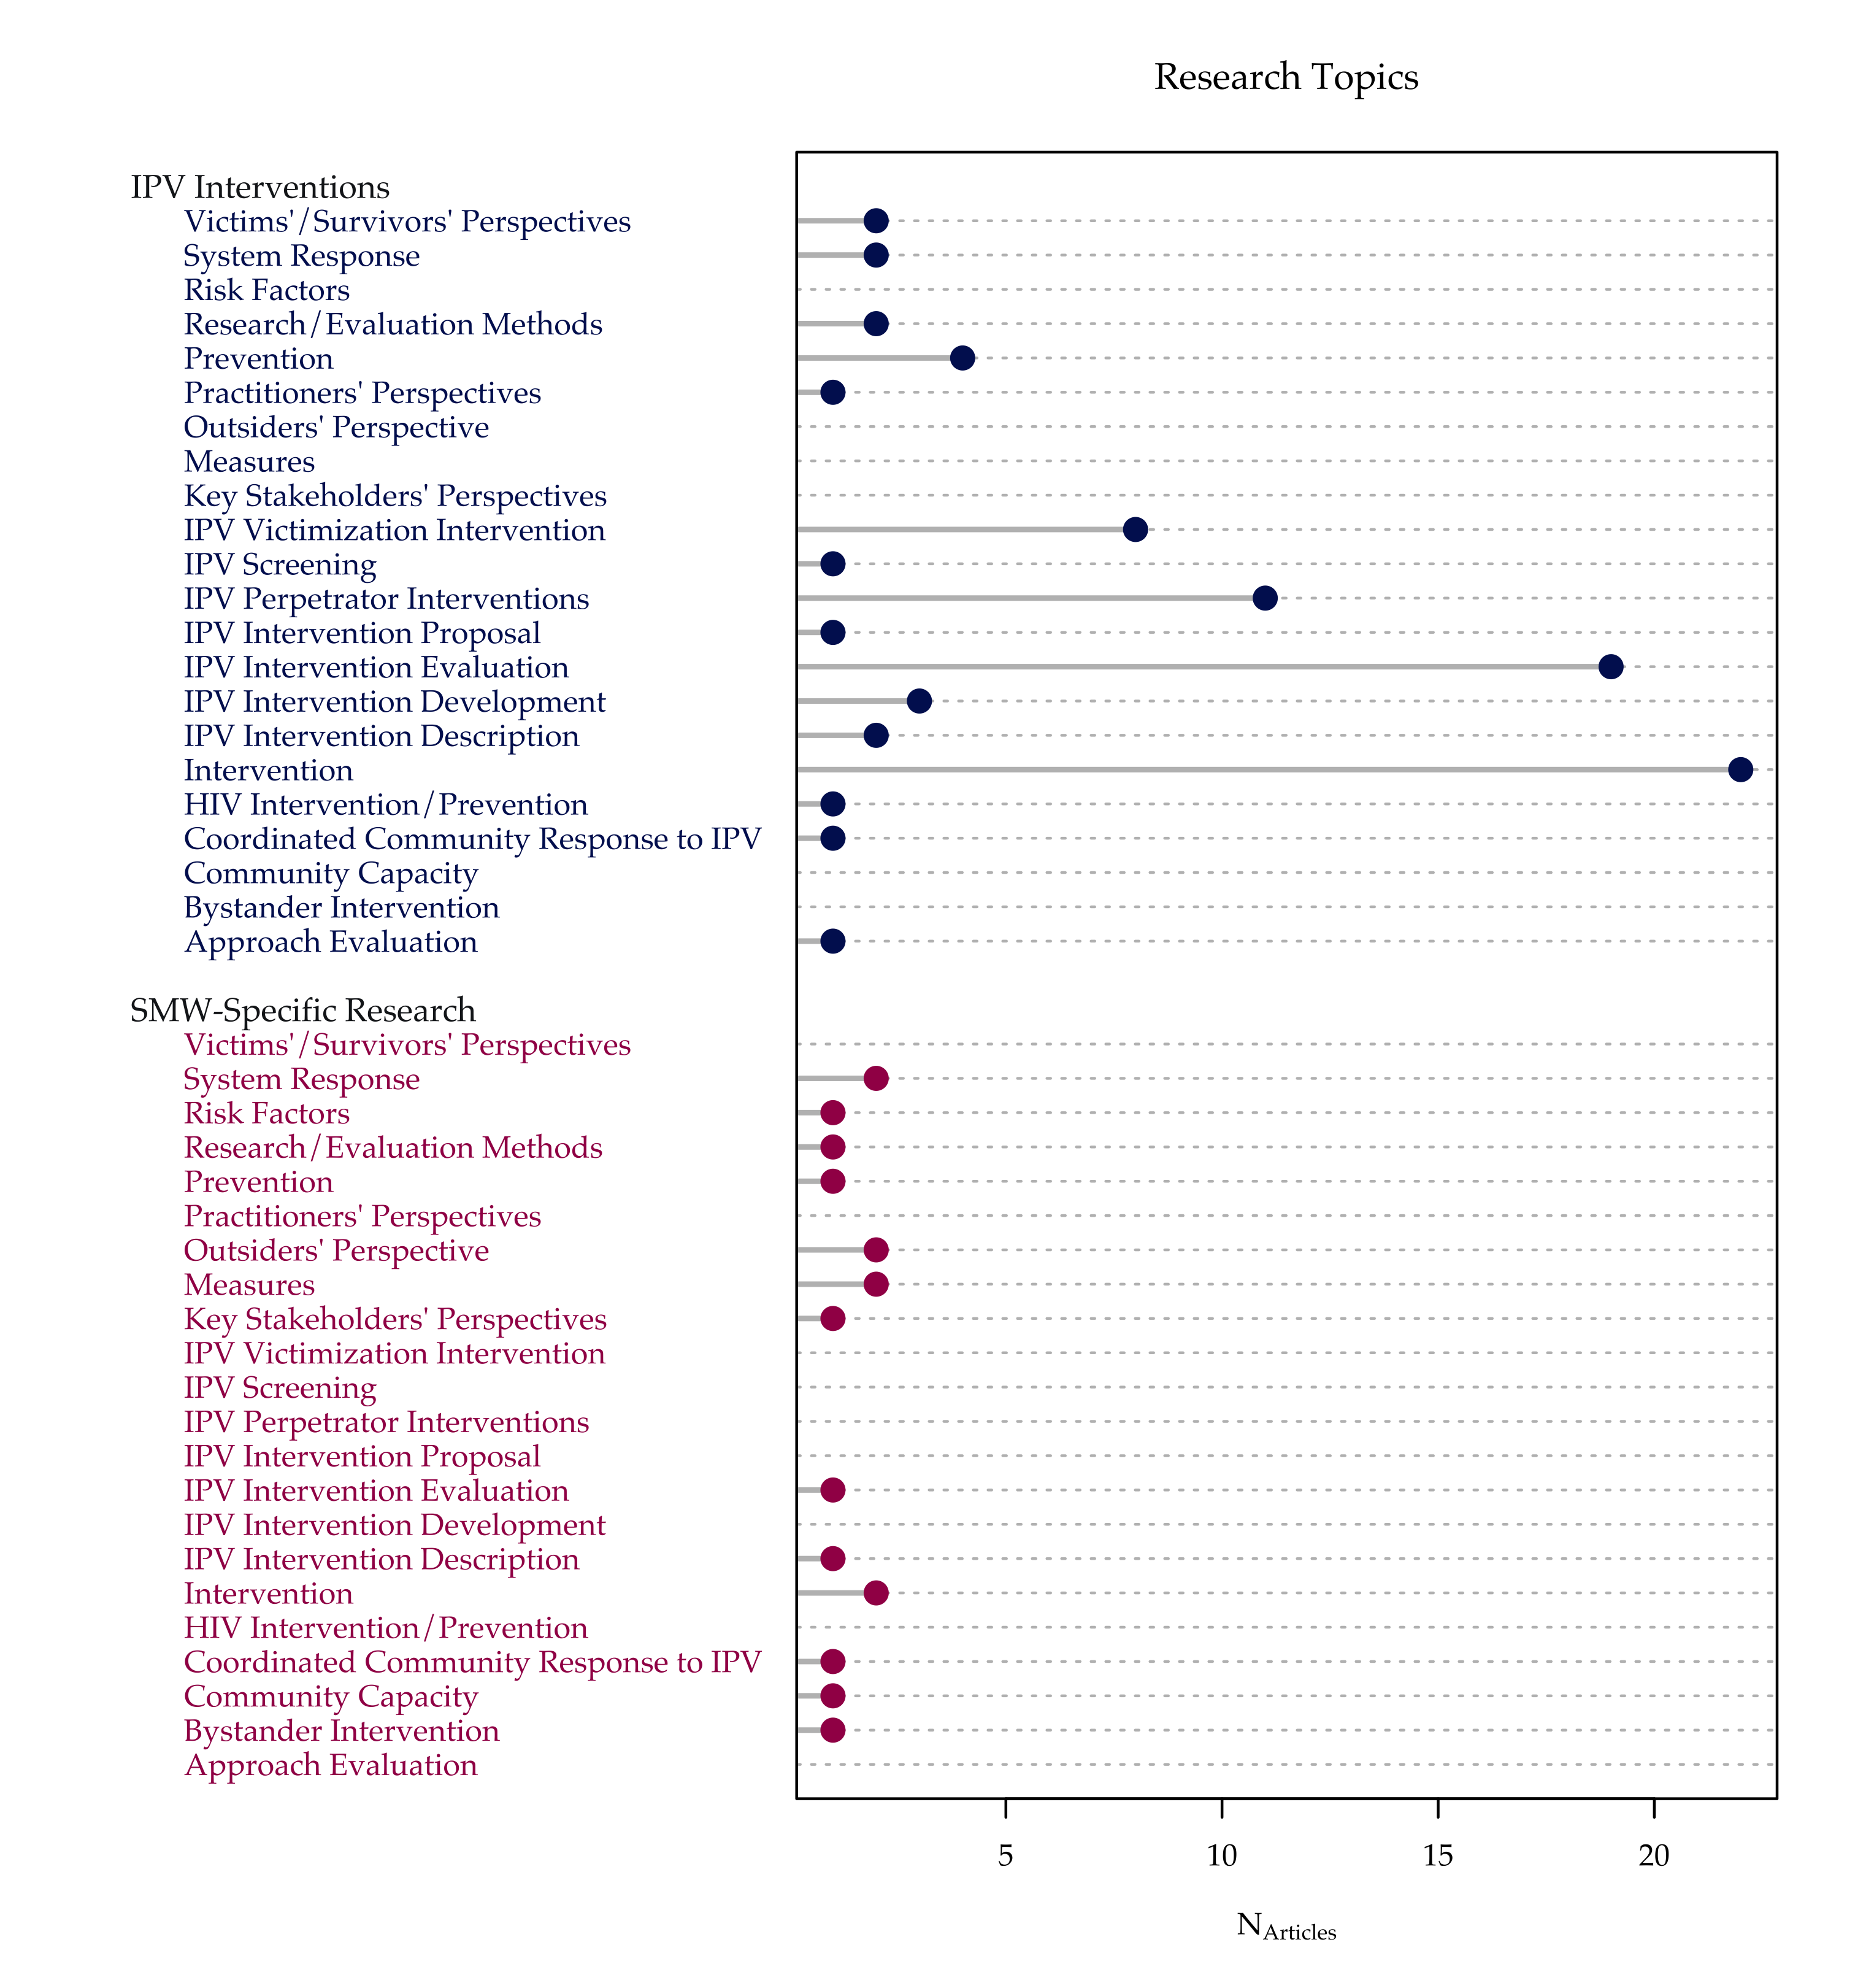 Research Topics
IPV Interventions
Victims'/Survivors' Perspectives
System Response
Risk Factors
Research/Evaluation Methods
Prevention
Practitioners' Perspectives
Outsiders' Perspective
Measures
Key Stakeholders' Perspectives
IPV Victimization Intervention
IPV Screening
IPV Perpetrator Interventions
IPV Intervention Proposal
IPV Intervention Evaluation
IPV Intervention Development
IPV Intervention Description
Intervention
HIV Intervention/Prevention
Coordinated Community Response to IPV
Community Capacity
Bystander Intervention
Approach Evaluation
SMW-Specific Research
Victims'/Survivors' Perspectives
System Response
Risk Factors
Research/Evaluation Methods
Prevention
Practitioners' Perspectives
Outsiders' Perspective
Measures
Key Stakeholders' Perspectives
IPV Victimization Intervention
IPV Screening
IPV Perpetrator Interventions
IPV Intervention Proposal
IPV Intervention Evaluation
IPV Intervention Development
IPV Intervention Description
Intervention
HIV Intervention/Prevention
Coordinated Community Response to IPV
Community Capacity
Bystander Intervention
Approach Evaluation
5 10 15 20
N Articles